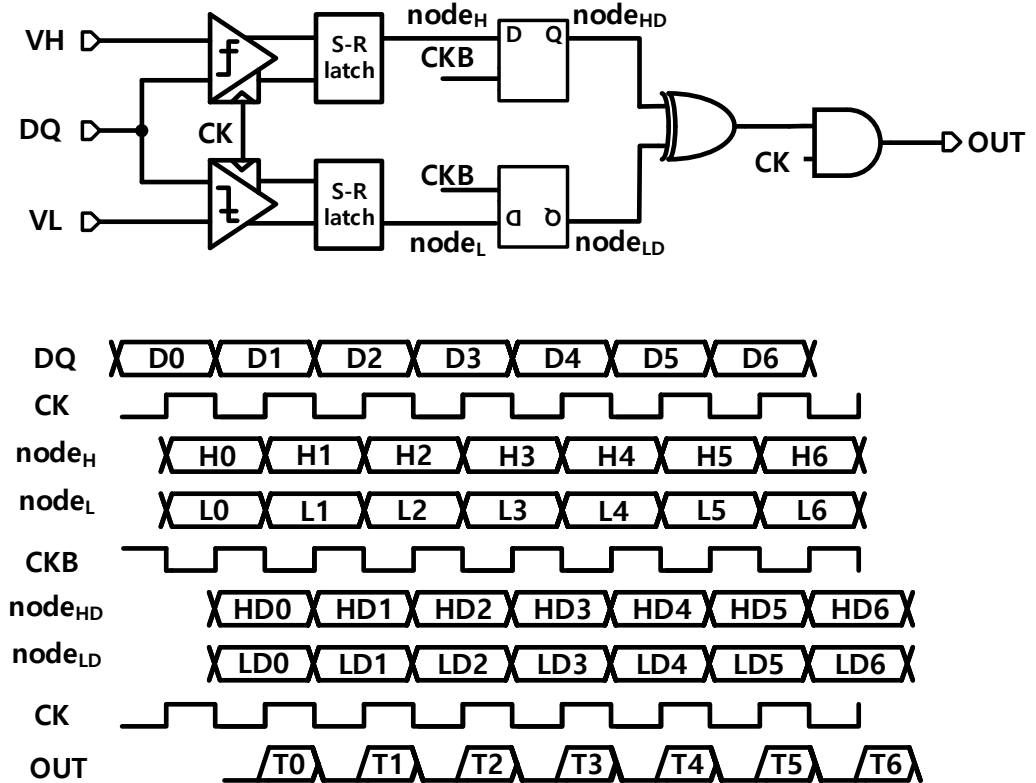 VH
DQ
VL
CK
S-R
latch
S-R
latch
node_H
node_L
CKB
CKB
D Q
D Q
node_HD
node_LD
CK
OUT
DQ D0 D1 D2 D3 D4 D5 D6
CK
node_H H0 H1 H2 H3 H4 H5 H6
node_L L0 L1 L2 L3 L4 L5 L6
CKB
node_HD HD0 HD1 HD2 HD3 HD4 HD5 HD6
node_LD LD0 LD1 LD2 LD3 LD4 LD5 LD6
CK
OUT T0 T1 T2 T3 T4 T5 T6